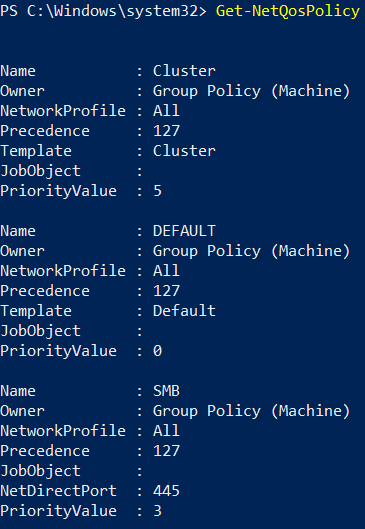 PS C:\Windows\system32> Get-NetQosPolicy
Name           : Cluster
Owner          : Group Policy (Machine)
NetworkProfile : All
Precedence     : 127
Template       : Cluster
JobObject      :
PriorityValue  : 5
Name           : DEFAULT
Owner          : Group Policy (Machine)
NetworkProfile : All
Precedence     : 127
Template       : Default
JobObject      :
PriorityValue  : 0
Name           : SMB
Owner          : Group Policy (Machine)
NetworkProfile : All
Precedence     : 127
JobObject      :
NetDirectPort  : 445
PriorityValue  : 3